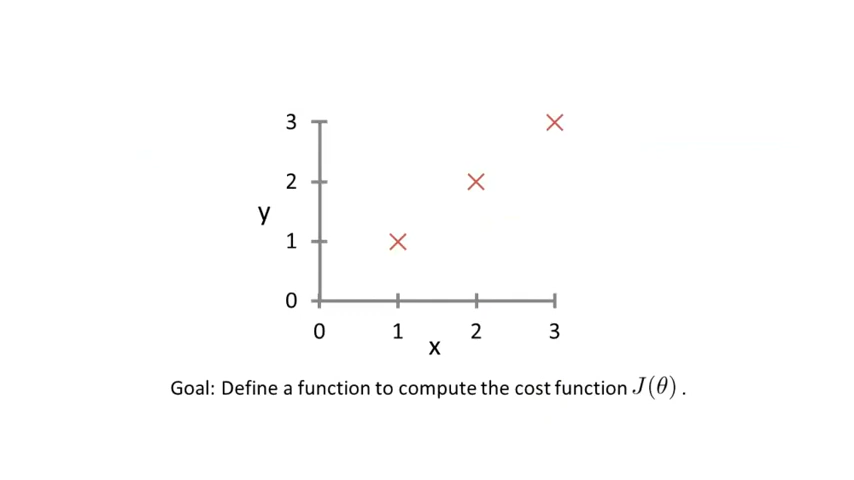 3
2
y
1
0
0 1 2 3
x
Goal: Define a function to compute the cost function J(θ) .